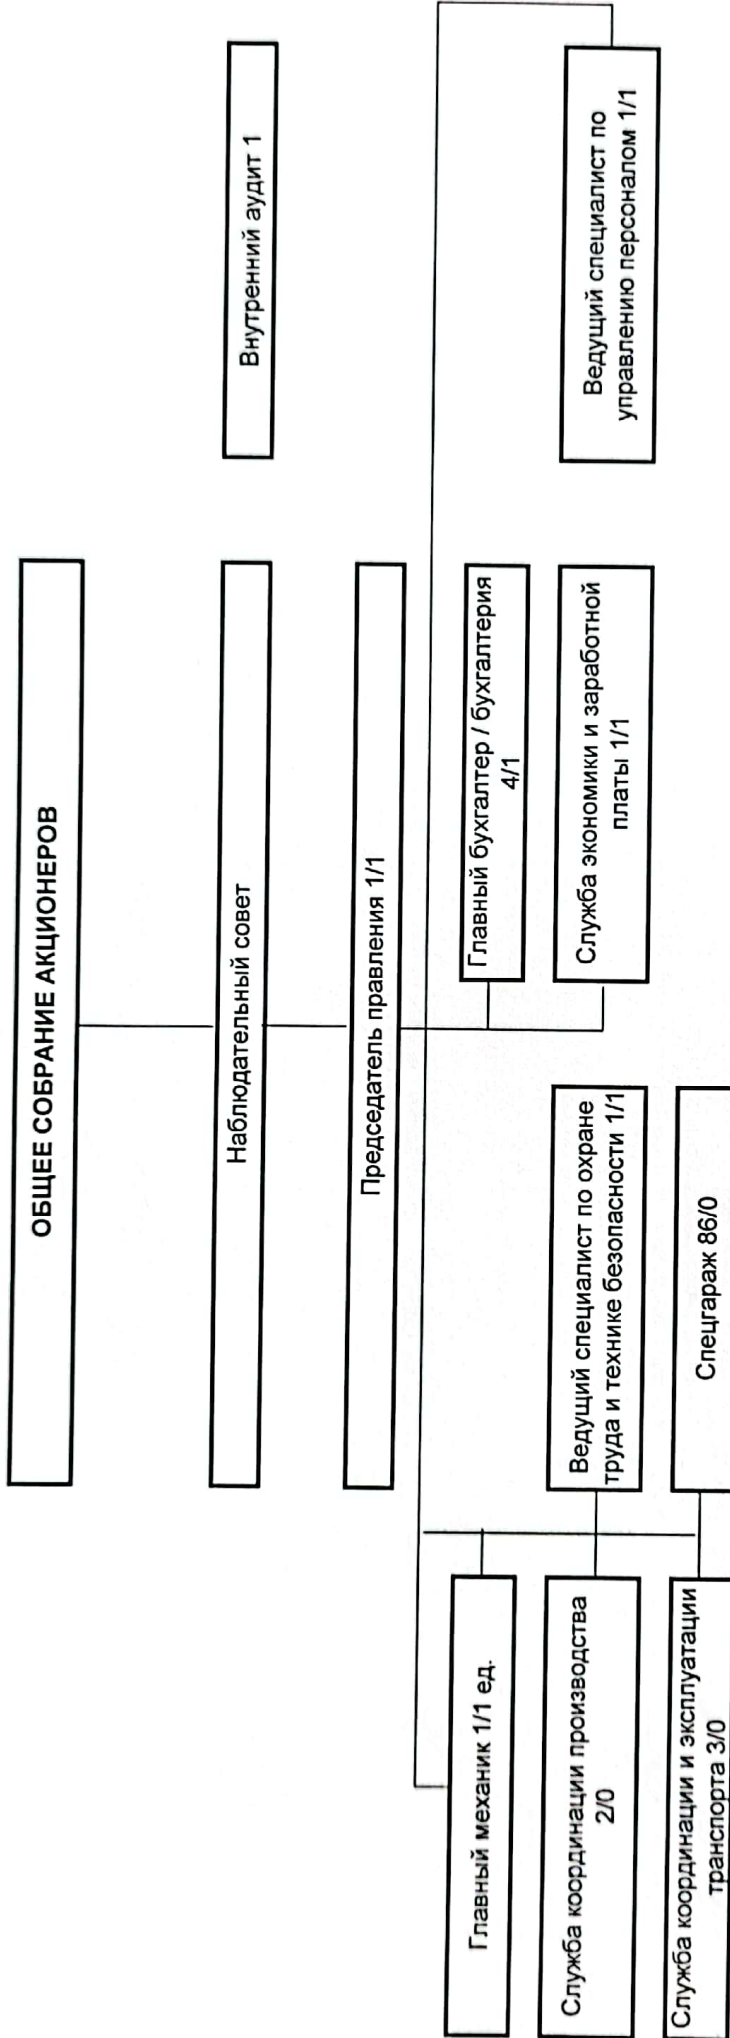 ОБЩЕЕ СОБРАНИЕ АКЦИОНЕРОВ
Наблюдательный совет
Внутренний аудит 1
Председатель правления 1/1
Главный механик 1/1 ед.
Главный бухгалтер / бухгалтерия
4/1
Служба координации производства
2/0
Ведущий специалист по охране
труда и технике безопасности 1/1
Служба экономики и заработной
платы 1/1
Ведущий специалист по
управлению персоналом 1/1
Служба координации и эксплуатации
транспорта 3/0
Спецгараж 86/0